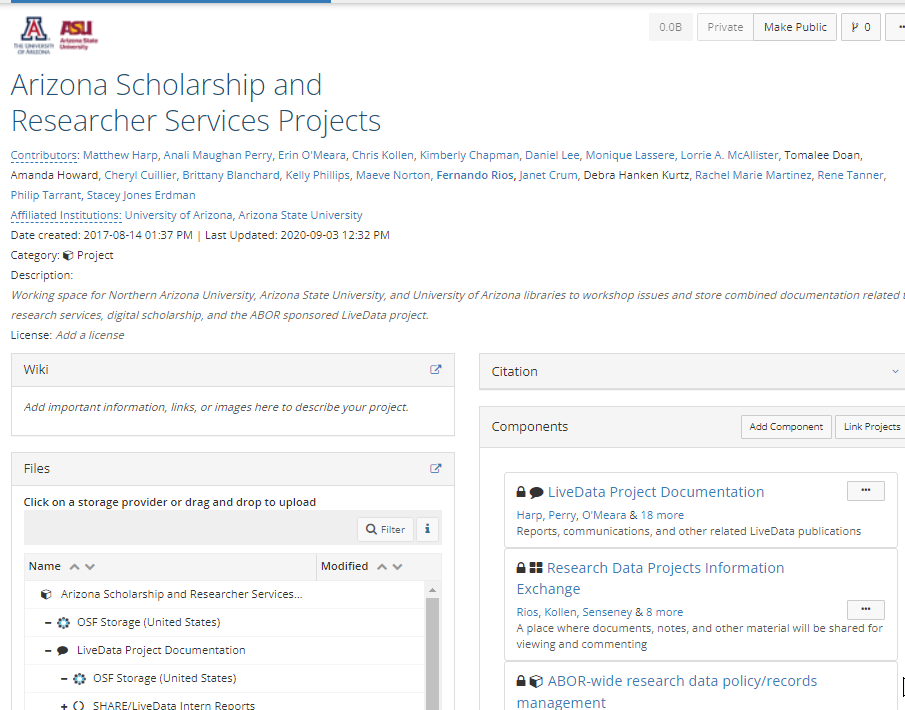 THE UNIVERSITY OF ARIZONA
ASU Arizona State University
0.0B Private Make Public 0
Arizona Scholarship and
Researcher Services Projects
Contributors: Matthew Harp, Anali Maughan Perry, Erin O'Meara, Chris Kollen, Kimberly Chapman, Daniel Lee, Monique Lassere, Lorrie A. McAllister, Tomalee Doan,
Amanda Howard, Cheryl Cuillier, Brittany Blanchard, Kelly Phillips, Maeve Norton, Fernando Rios, Janet Crum, Debra Hanken Kurtz, Rachel Marie Martinez, Rene Tanner,
Philip Tarrant, Stacey Jones Erdman
Affiliated Institutions: University of Arizona, Arizona State University
Date created: 2017-08-14 01:37 PM | Last Updated: 2020-09-03 12:32 PM
Category: Project
Description:
Working space for Northern Arizona University, Arizona State University, and University of Arizona libraries to workshop issues and store combined documentation related t
research services, digital scholarship, and the ABOR sponsored LiveData project.
License: Add a license
Wiki
Add important information, links, or images here to describe your project.
Files
Click on a storage provider or drag and drop to upload
Filter i
Name Modified
Arizona Scholarship and Researcher Services...
OSF Storage (United States)
LiveData Project Documentation
OSF Storage (United States)
SHARE/LiveData Intern Reports
Citation
Components Add Component Link Projects
LiveData Project Documentation
Harp, Perry, O'Meara & 18 more
Reports, communications, and other related LiveData publications
Research Data Projects Information
Exchange
Rios, Kollen, Senseney & 8 more
A place where documents, notes, and other material will be shared for
viewing and commenting
ABOR-wide research data policy/records
management